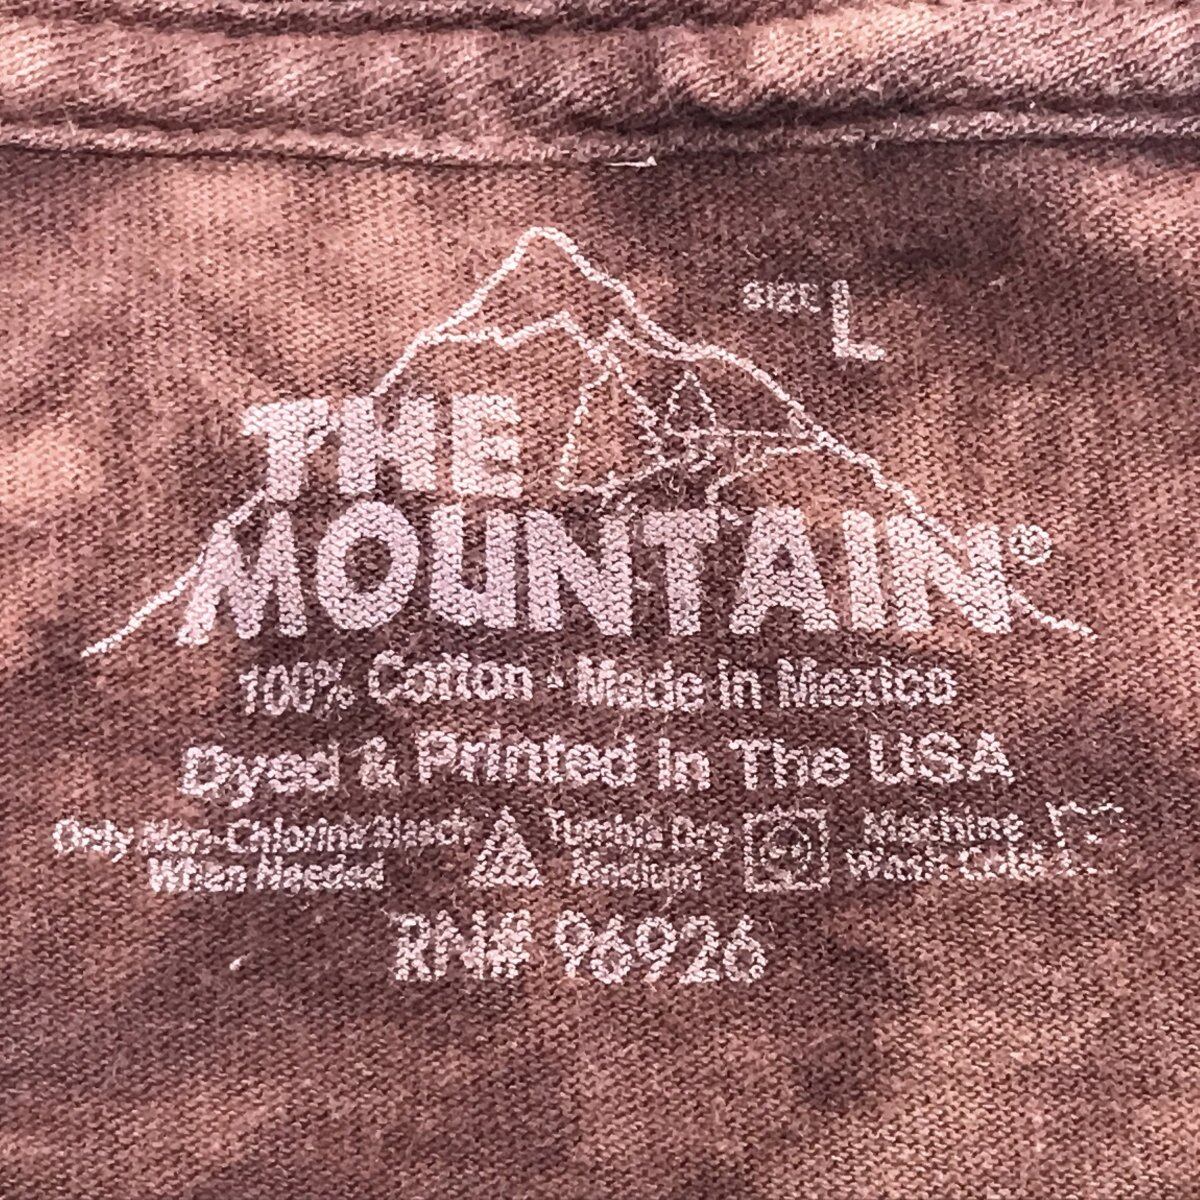 SIZE L
THE
MOUNTAIN®
100% Cotton - Made in Mexico
Dyed & Printed in The USA
Only Non-Chlorine Bleach
When Needed
Tumble Dry
Medium
Machine
Wash Cold
RN# 96926